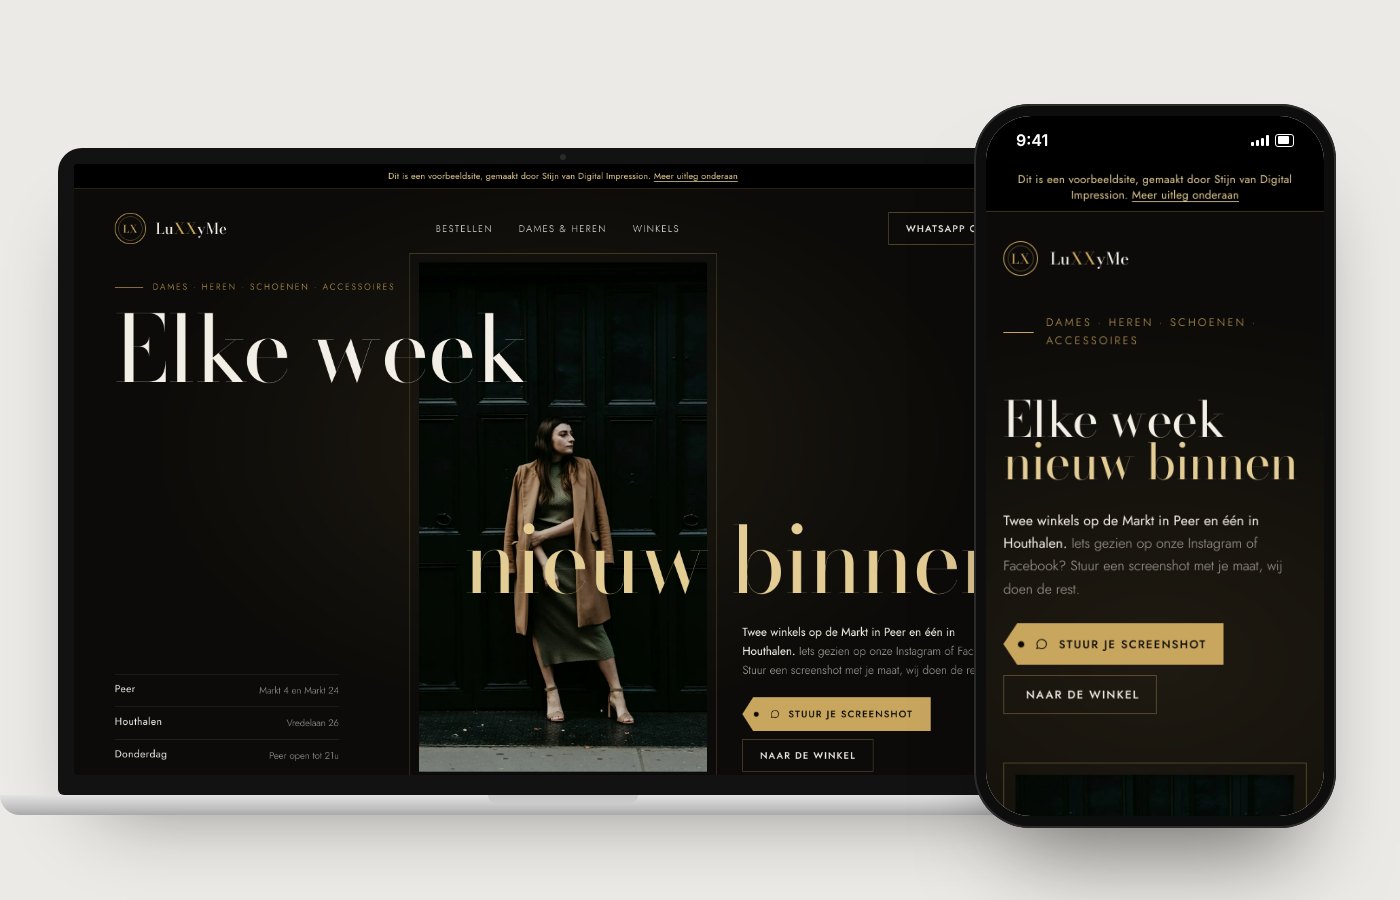 Dit is een voorbeeldsite, gemaakt door Stijn van Digital Impression. Meer uitleg onderaan
LX LuXXyMe
BESTELLEN DAMES & HEREN WINKELS
WHATSAPP
DAMES · HEREN · SCHOENEN · ACCESSOIRES
Elke week
nieuw binnen
Twee winkels op de Markt in Peer en één in
Houthalen. Iets gezien op onze Instagram of
Stuur een screenshot met je maat, wij doen de
STUUR JE SCREENSHOT
NAAR DE WINKEL
Peer Markt 4 en Markt 24
Houthalen Vredelaan 26
Donderdag Peer open tot 21u
9:41
Dit is een voorbeeldsite, gemaakt door Stijn van Digital
Impression. Meer uitleg onderaan
LX LuXXyMe
DAMES · HEREN · SCHOENEN ·
ACCESSOIRES
Elke week
nieuw binnen
Twee winkels op de Markt in Peer en één in
Houthalen. Iets gezien op onze Instagram of
Facebook? Stuur een screenshot met je maat, wij
doen de rest.
STUUR JE SCREENSHOT
NAAR DE WINKEL